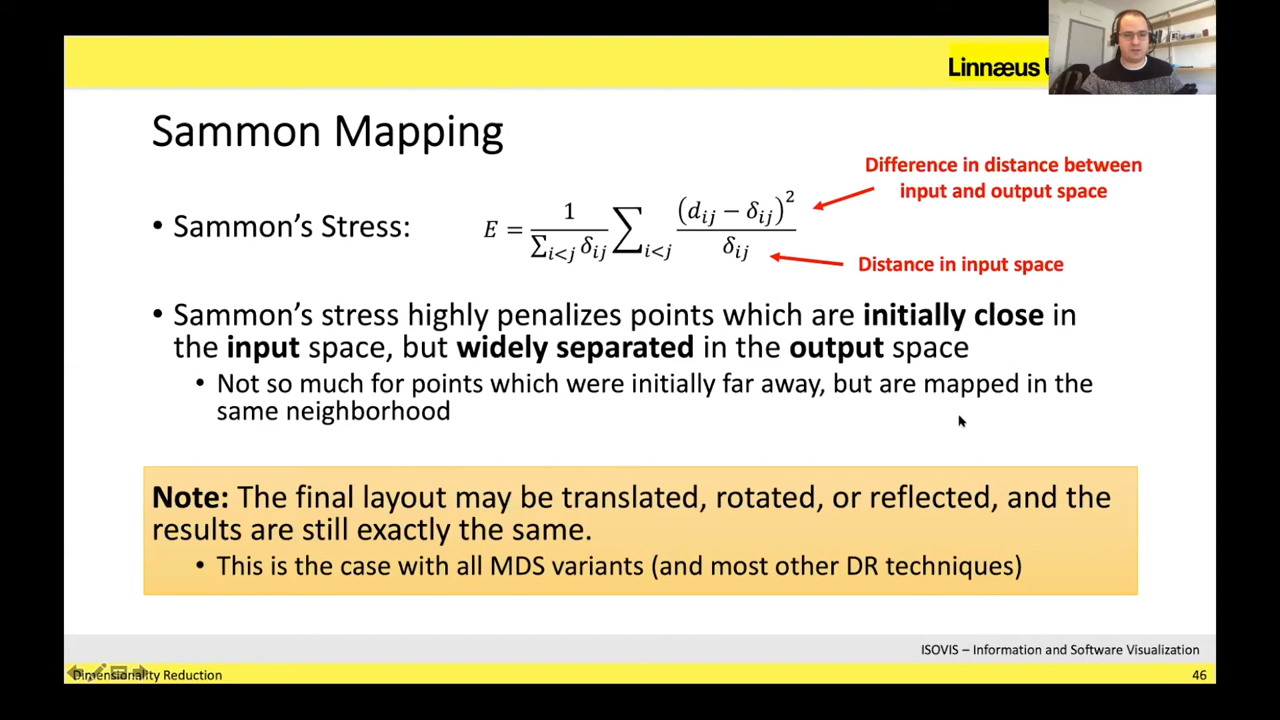 Linnæus U
Sammon Mapping
Difference in distance between
input and output space
• Sammon's Stress: E = 1 / ∑i<j δij ∑i<j (dij − δij)² / δij
Distance in input space
• Sammon's stress highly penalizes points which are initially close in
the input space, but widely separated in the output space
• Not so much for points which were initially far away, but are mapped in the
same neighborhood
Note: The final layout may be translated, rotated, or reflected, and the
results are still exactly the same.
• This is the case with all MDS variants (and most other DR techniques)
ISOVIS – Information and Software Visualization
Dimensionality Reduction 46